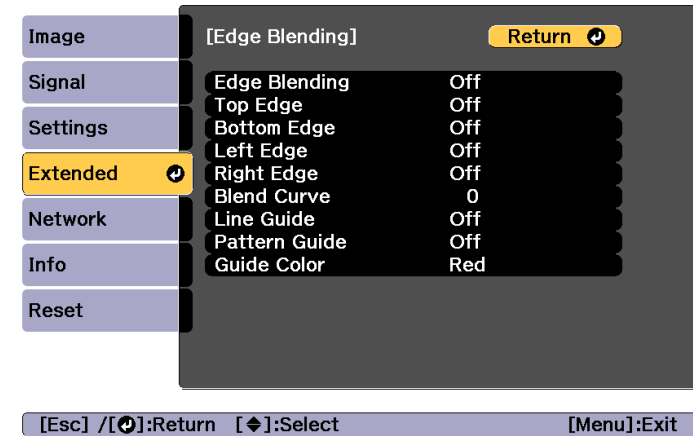 Image
Signal
Settings
Extended
Network
Info
Reset
[Edge Blending] Return
Edge Blending Off
Top Edge Off
Bottom Edge Off
Left Edge Off
Right Edge Off
Blend Curve 0
Line Guide Off
Pattern Guide Off
Guide Color Red
[Esc] /[ ]:Return [ ]:Select [Menu]:Exit